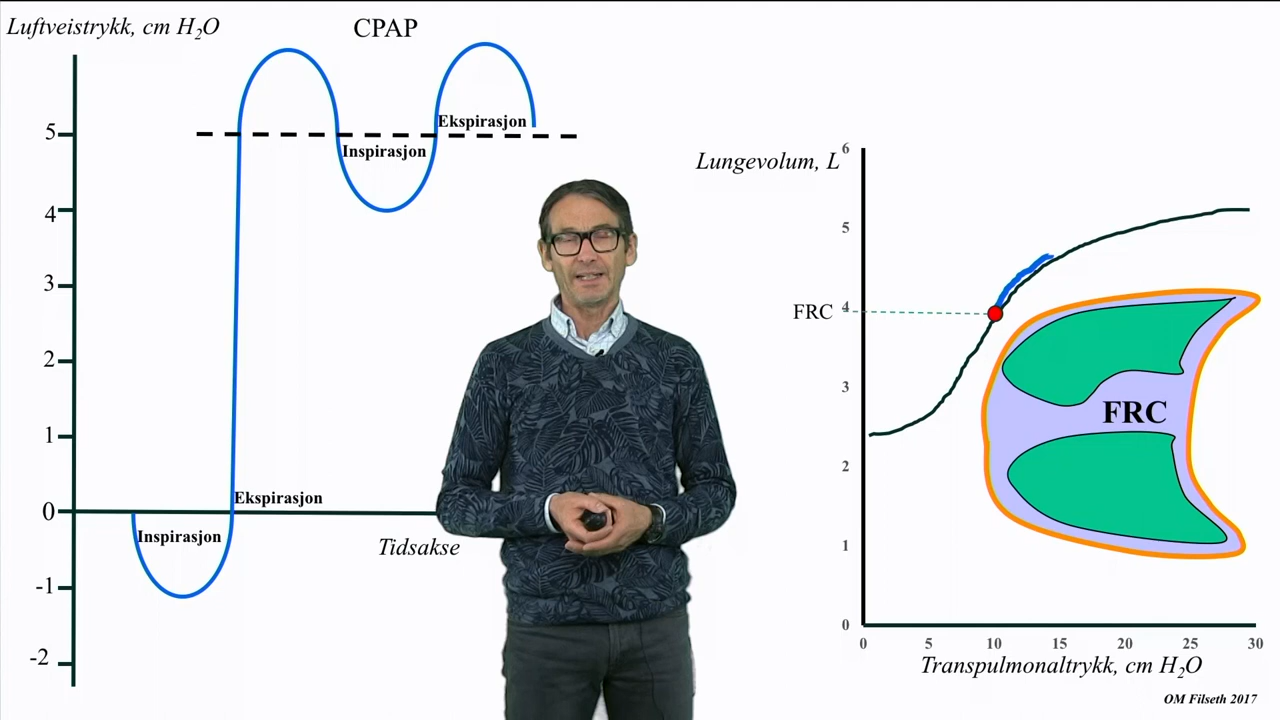 Luftveistrykk, cm H₂O
CPAP
5
4
3
2
1
0
-1
-2
Ekspirasjon
Inspirasjon
Ekspirasjon
Inspirasjon
Tidsakse
Lungevolum, L
6
5
4
3
2
1
0
FRC
FRC
0 5 10 15 20 25 30
Transpulmonaltrykk, cm H₂O
OM Filseth 2017